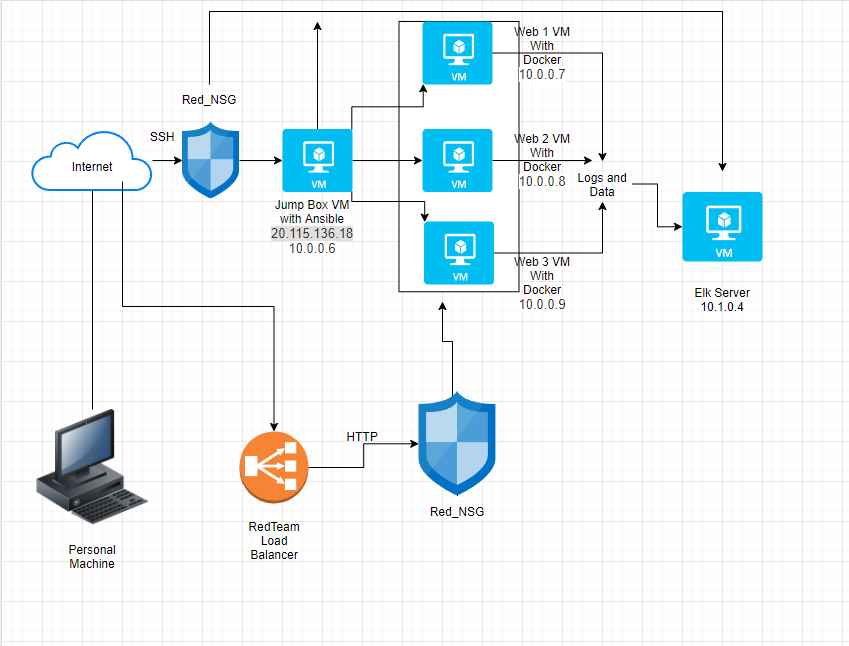 Red_NSG
SSH
Internet
VM
Jump Box VM
with Ansible
20.115.136.18
10.0.0.6
VM
Web 1 VM
With
Docker
10.0.0.7
VM
Web 2 VM
With
Docker
10.0.0.8
VM
Web 3 VM
With
Docker
10.0.0.9
Logs and
Data
VM
Elk Server
10.1.0.4
HTTP
Red_NSG
RedTeam
Load
Balancer
Personal
Machine